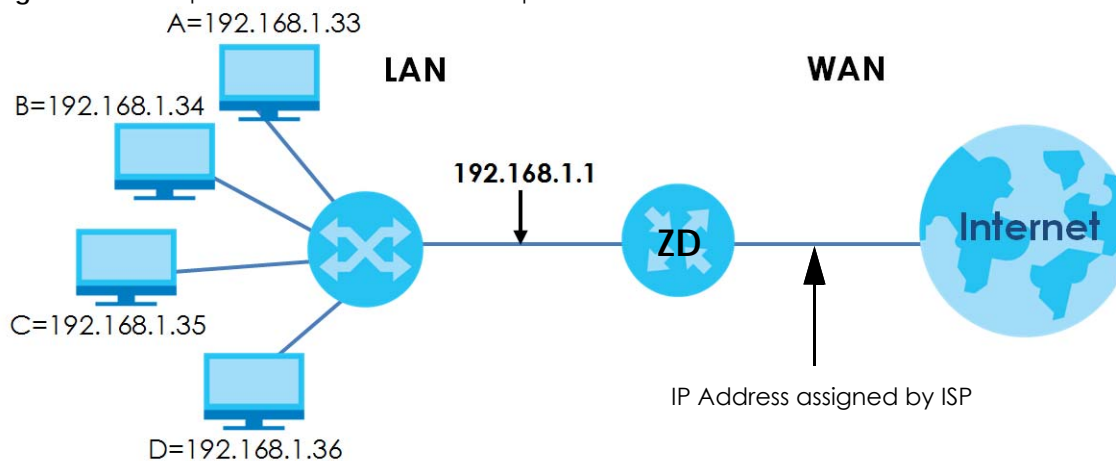 A=192.168.1.33
LAN
WAN
B=192.168.1.34
192.168.1.1
ZD
Internet
C=192.168.1.35
IP Address assigned by ISP
D=192.168.1.36